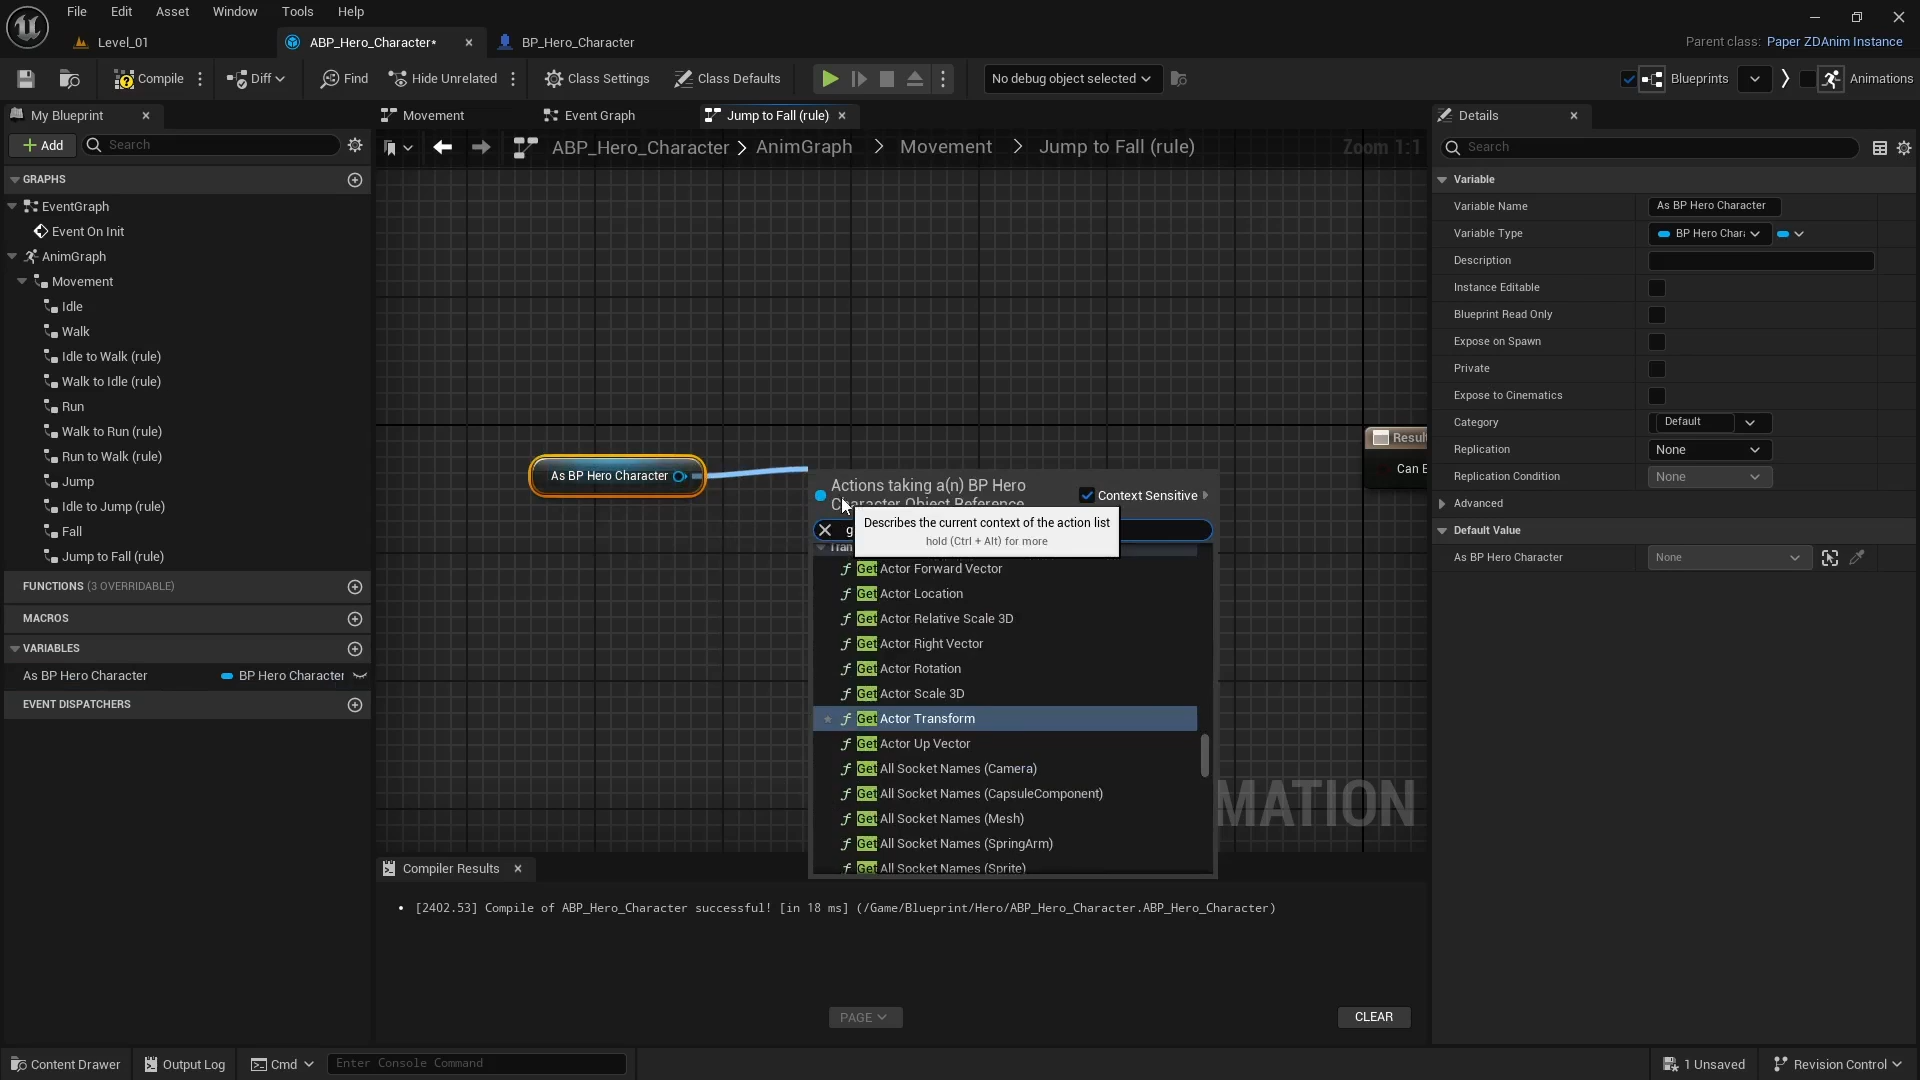 File Edit Asset Window Tools Help
Level_01
ABP_Hero_Character*
BP_Hero_Character
Parent class: Paper ZDAnim Instance
Compile
Diff
Find
Hide Unrelated
Class Settings
Class Defaults
No debug object selected
Blueprints
Animations
My Blueprint
Movement
Event Graph
Jump to Fall (rule)
Details
Add
Search
ABP_Hero_Character > AnimGraph > Movement > Jump to Fall (rule)
Zoom 1:1
Search
GRAPHS
EventGraph
Event On Init
AnimGraph
Movement
Idle
Walk
Idle to Walk (rule)
Walk to Idle (rule)
Run
Walk to Run (rule)
Run to Walk (rule)
Jump
Idle to Jump (rule)
Fall
Jump to Fall (rule)
FUNCTIONS (3 OVERRIDABLE)
MACROS
VARIABLES
As BP Hero Character
BP Hero Character
EVENT DISPATCHERS
As BP Hero Character
Resul
Can E
Actions taking a(n) BP Hero
Character Object Reference
Context Sensitive
g
Describes the current context of the action list
hold (Ctrl + Alt) for more
Tran
Get Actor Forward Vector
Get Actor Location
Get Actor Relative Scale 3D
Get Actor Right Vector
Get Actor Rotation
Get Actor Scale 3D
Get Actor Transform
Get Actor Up Vector
Get All Socket Names (Camera)
Get All Socket Names (CapsuleComponent)
Get All Socket Names (Mesh)
Get All Socket Names (SpringArm)
Get All Socket Names (Sprite)
MATION
Variable
Variable Name
As BP Hero Character
Variable Type
BP Hero Char
Description
Instance Editable
Blueprint Read Only
Expose on Spawn
Private
Expose to Cinematics
Category
Default
Replication
None
Replication Condition
None
Advanced
Default Value
As BP Hero Character
None
Compiler Results
[2402.53] Compile of ABP_Hero_Character successful! [in 18 ms] (/Game/Blueprint/Hero/ABP_Hero_Character.ABP_Hero_Character)
PAGE
CLEAR
Content Drawer
Output Log
Cmd
Enter Console Command
1 Unsaved
Revision Control